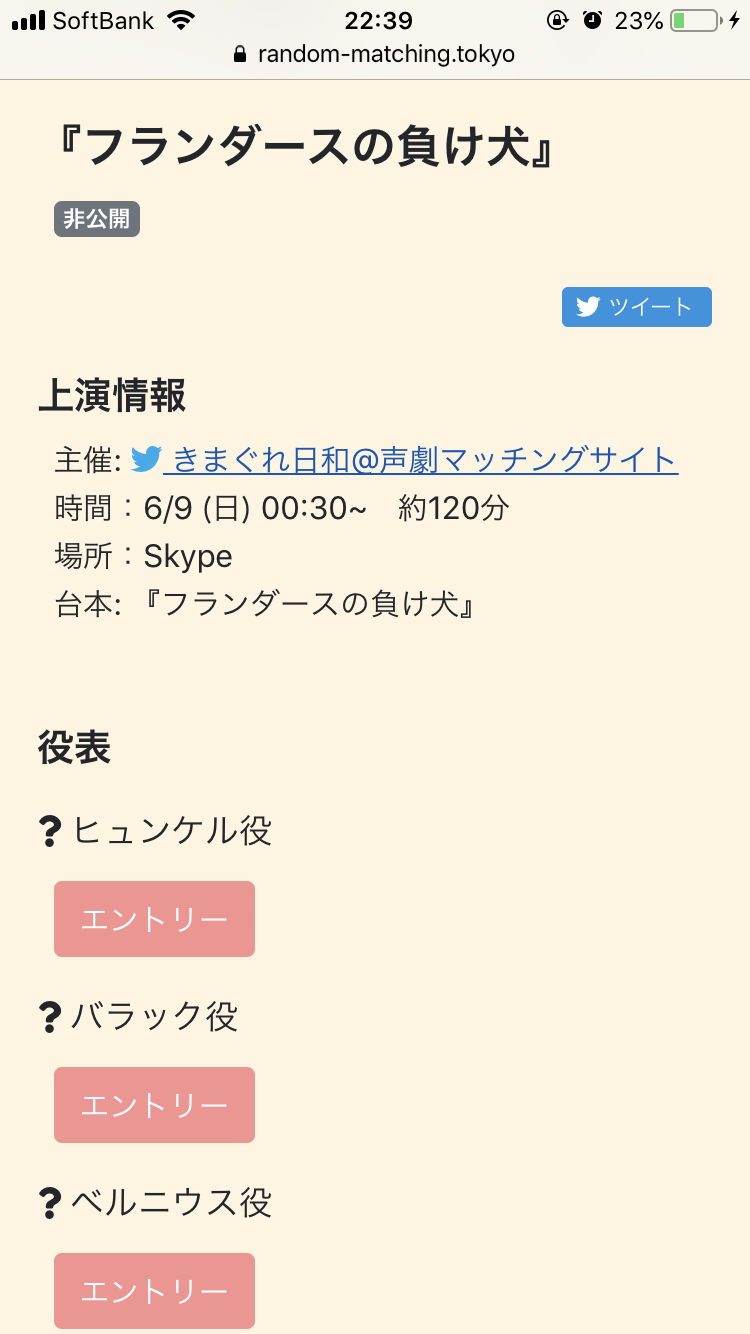 SoftBank 22:39 23%
random-matching.tokyo
『フランダースの負け犬』
非公開
ツイート
上演情報
主催: きまぐれ日和@声劇マッチングサイト
時間：6/9 (日) 00:30~　約120分
場所：Skype
台本: 『フランダースの負け犬』
役表
? ヒュンケル役
エントリー
? バラック役
エントリー
? ベルニウス役
エントリー